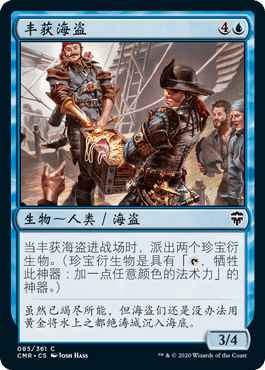 丰获海盗 4
生物~人类 / 海盗
当丰获海盗进战场时，派出两个珍宝衍
生物。（珍宝衍生物是具有「，牺牲
此神器：加一点任意颜色的法术力」的
神器。）
虽然已竭尽所能，但海盗们还是没办法用
黄金将水上之都绝涛城沉入海底。
3/4
085/361 C
CMR • CS Josh Hass
™ & © 2020 Wizards of the Coast